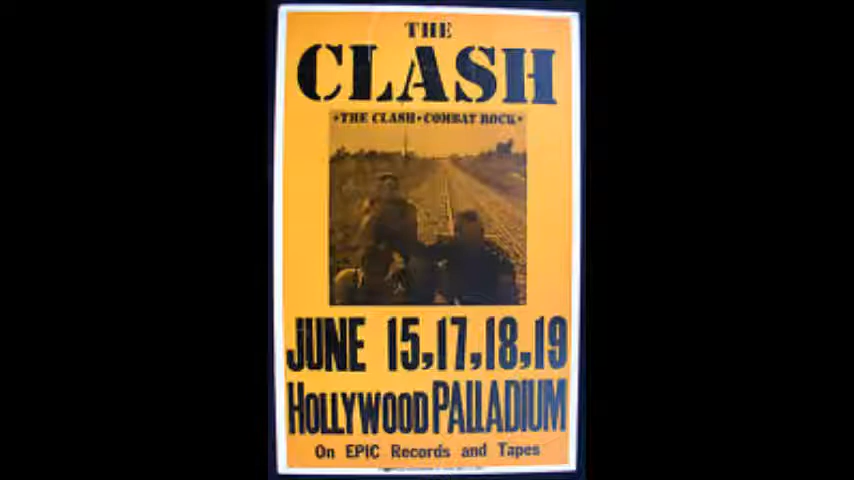 THE
CLASH
•THE CLASH•COMBAT ROCK•
JUNE 15,17,18,19
HOLLYWOOD PALLADIUM
On EPIC Records and Tapes